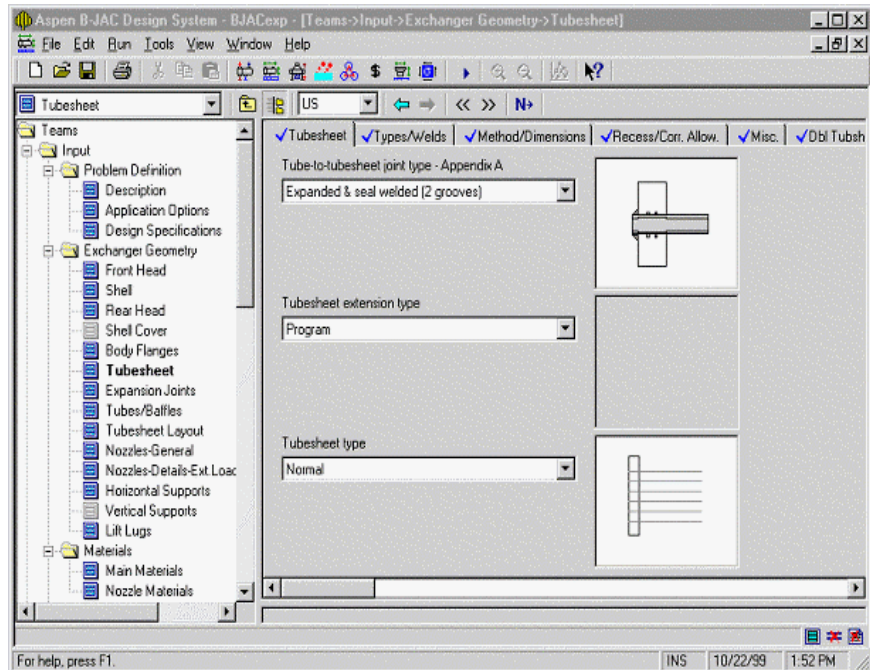 Aspen B-JAC Design System - BJACexp - [Teams->Input->Exchanger Geometry->Tubesheet]
File Edit Run Tools View Window Help
Tubesheet US N
Teams
Input
Problem Definition
Description
Application Options
Design Specifications
Exchanger Geometry
Front Head
Shell
Rear Head
Shell Cover
Body Flanges
Tubesheet
Expansion Joints
Tubes/Baffles
Tubesheet Layout
Nozzles-General
Nozzles-Details-Ext.Loac
Horizontal Supports
Vertical Supports
Lift Lugs
Materials
Main Materials
Nozzle Materials
Tubesheet Types/Welds Method/Dimensions Recess/Corr. Allow. Misc. Dbl Tubsh
Tube-to-tubesheet joint type - Appendix A
Expanded & seal welded (2 grooves)
Tubesheet extension type
Program
Tubesheet type
Normal
For help, press F1. INS 10/22/99 1:52 PM